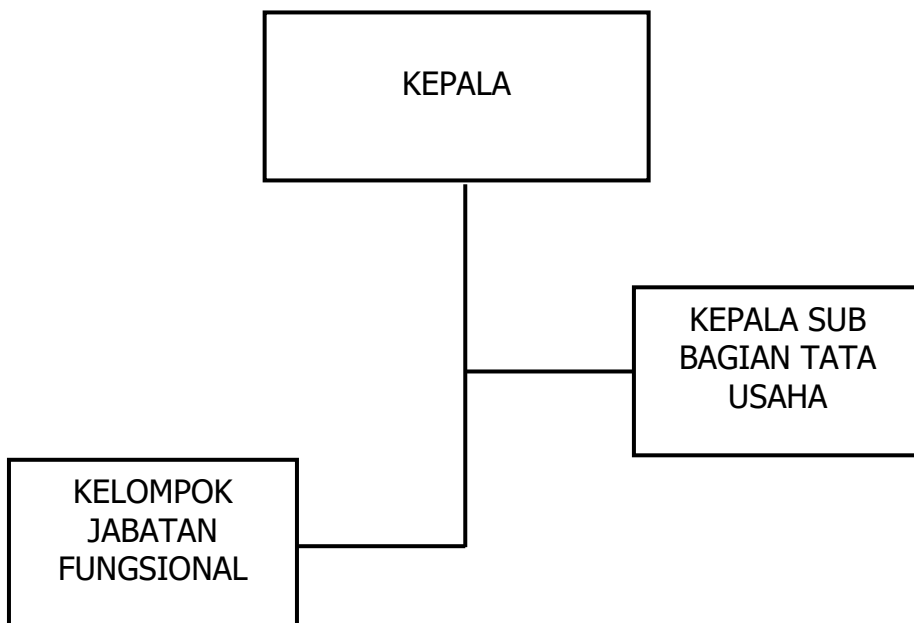 KEPALA
KEPALA SUB
BAGIAN TATA
USAHA
KELOMPOK
JABATAN
FUNGSIONAL